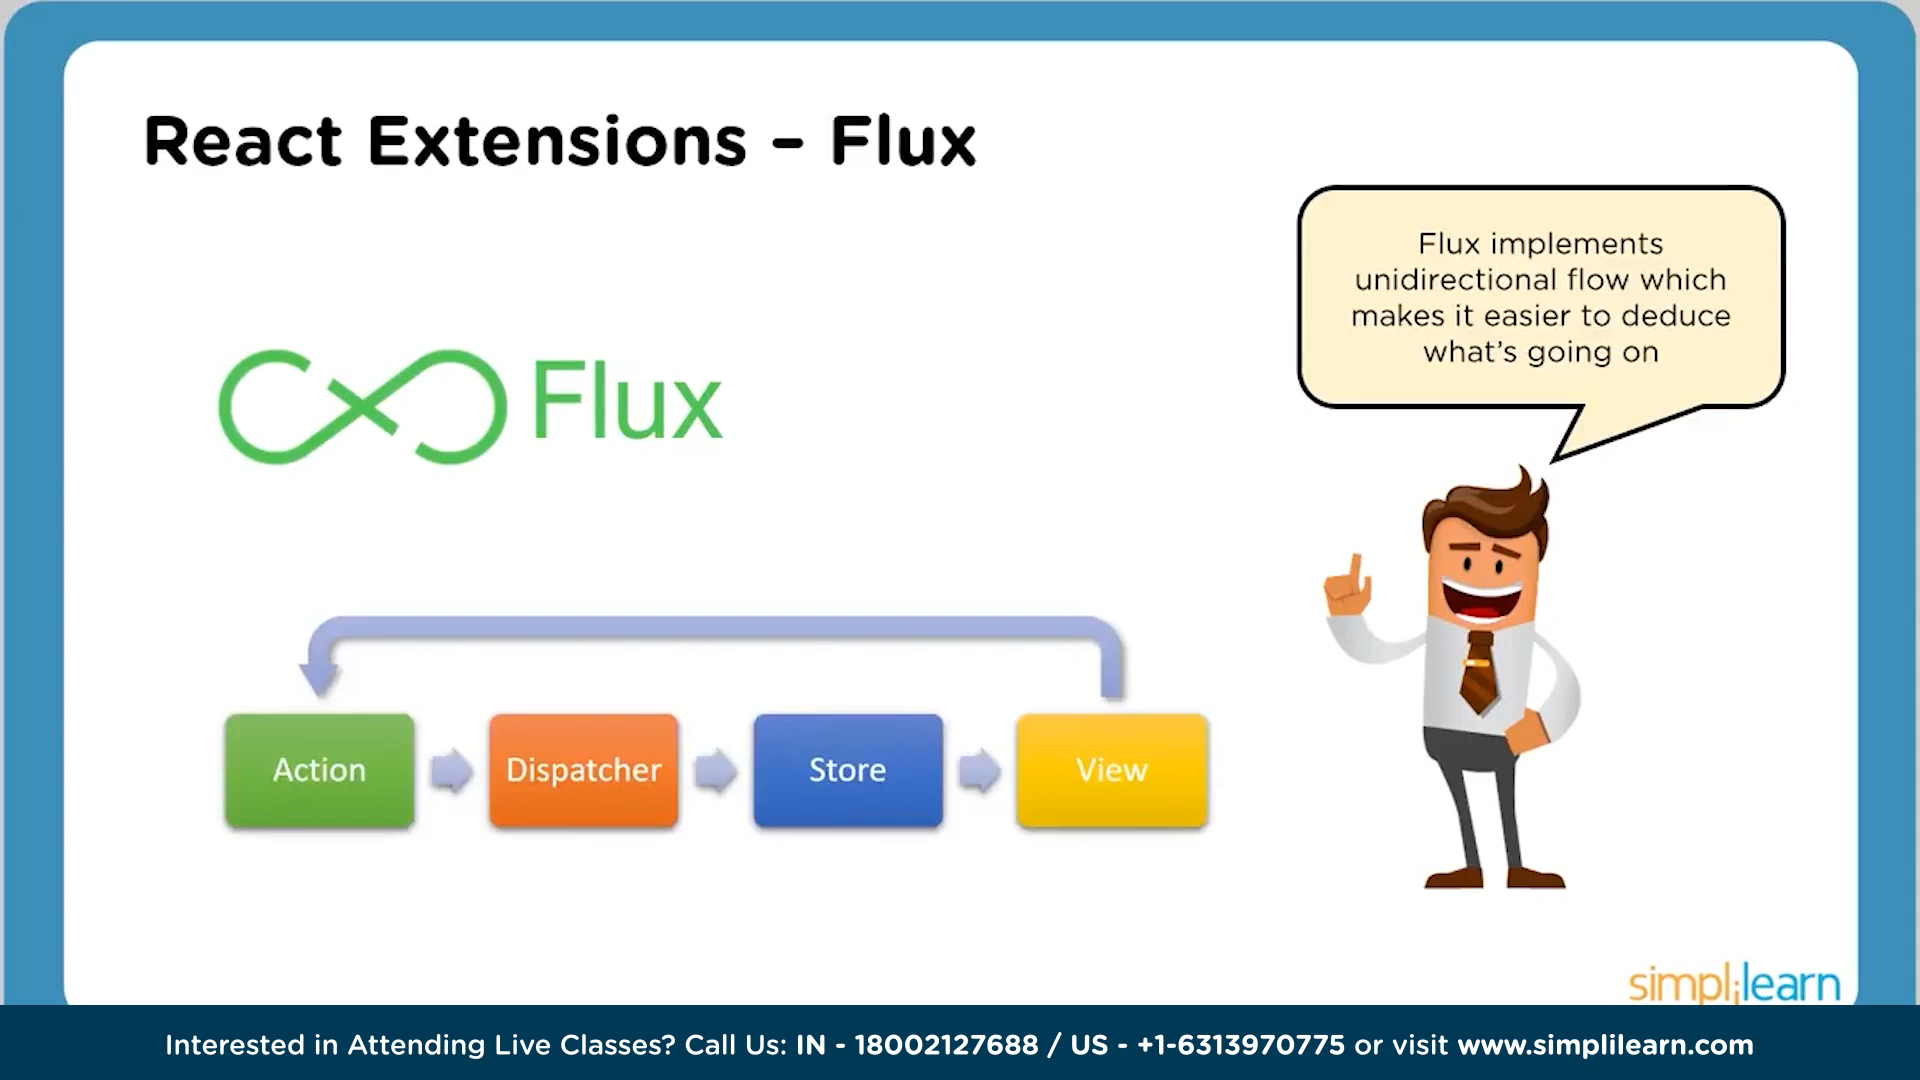 React Extensions – Flux
Flux implements
unidirectional flow which
makes it easier to deduce
what's going on
Flux
Action
Dispatcher
Store
View
simplilearn
Interested in Attending Live Classes? Call Us: IN - 18002127688 / US - +1-6313970775 or visit www.simplilearn.com